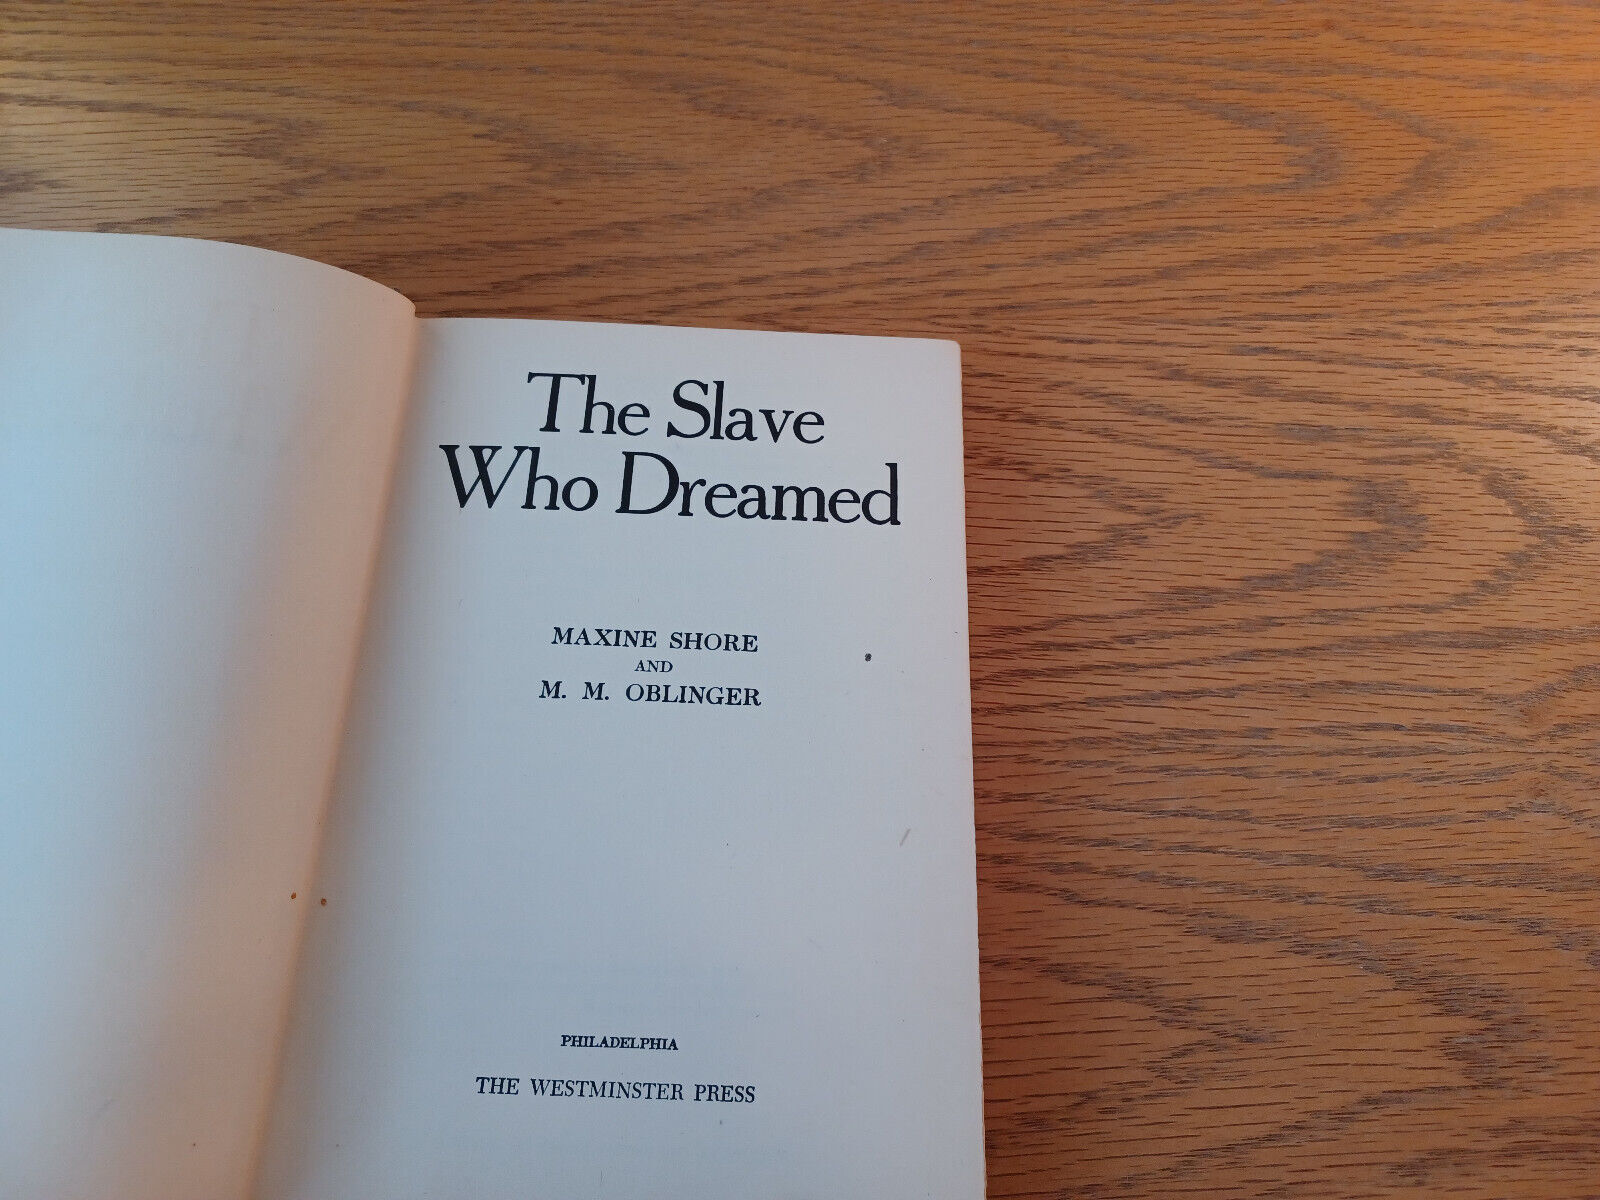 The Slave
Who Dreamed
MAXINE SHORE
AND
M. M. OBLINGER
PHILADELPHIA
THE WESTMINSTER PRESS